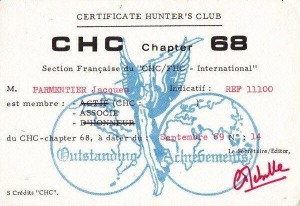 CERTIFICATE HUNTER'S CLUB
CHC Chapter 68
Section Française du "CHC/FHC - International"
M. PARMENTIER Jacques Indicatif : REF 11100
est membre : ACTIF (CHC
- ASSOCIE
- D'HONNEUR
du CHC-chapter 68, à dater du Septembre 69 N° : 14
Outstanding Achievements
Le Secrétaire/Editor,
5 Crédits "CHC".